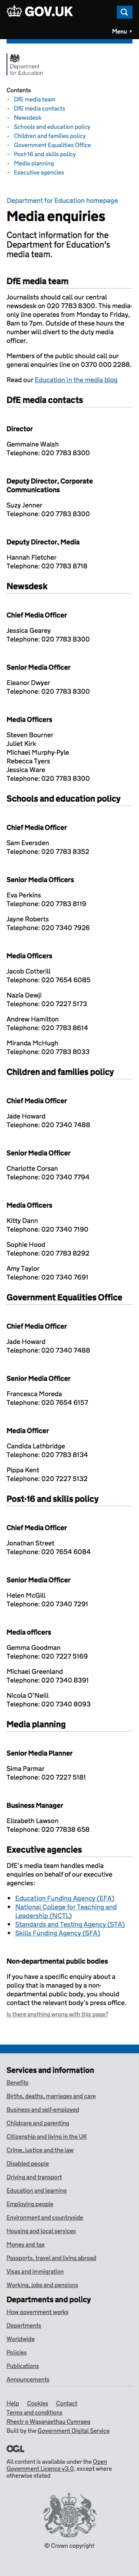 GOV.UK
Menu ▼
Department
for Education
Contents
- DfE media team
- DfE media contacts
- Newsdesk
- Schools and education policy
- Children and families policy
- Government Equalities Office
- Post-16 and skills policy
- Media planning
- Executive agencies
Department for Education homepage
Media enquiries
Contact information for the
Department for Education's
media team.
DfE media team
Journalists should call our central
newsdesk on 020 7783 8300. This media-
only line operates from Monday to Friday,
8am to 7pm. Outside of these hours the
number will divert to the duty media
officer.
Members of the public should call our
general enquiries line on 0370 000 2288.
Read our Education in the media blog
DfE media contacts
Director
Gemmaine Walsh
Telephone: 020 7783 8300
Deputy Director, Corporate
Communications
Suzy Jenner
Telephone: 020 7783 8300
Deputy Director, Media
Hannah Fletcher
Telephone: 020 7783 8718
Newsdesk
Chief Media Officer
Jessica Gearey
Telephone: 020 7783 8300
Senior Media Officer
Eleanor Dwyer
Telephone: 020 7783 8300
Media Officers
Steven Bourner
Juliet Kirk
Michael Murphy-Pyle
Rebecca Tyers
Jessica Ware
Telephone: 020 7783 8300
Schools and education policy
Chief Media Officer
Sam Eversden
Telephone: 020 7783 8352
Senior Media Officers
Eva Perkins
Telephone: 020 7783 8119
Jayne Roberts
Telephone: 020 7340 7926
Media Officers
Jacob Cotterill
Telephone: 020 7654 6085
Nazia Dewji
Telephone: 020 7227 5173
Andrew Hamilton
Telephone: 020 7783 8614
Miranda McHugh
Telephone: 020 7783 8033
Children and families policy
Chief Media Officer
Jade Howard
Telephone: 020 7340 7488
Senior Media Officer
Charlotte Corsan
Telephone: 020 7340 7794
Media Officers
Kitty Dann
Telephone: 020 7340 7190
Sophie Hood
Telephone: 020 7783 8292
Amy Taylor
Telephone: 020 7340 7691
Government Equalities Office
Chief Media Officer
Jade Howard
Telephone: 020 7340 7488
Senior Media Officer
Francesca Moreda
Telephone: 020 7654 6157
Media Officer
Candida Lathbridge
Telephone: 020 7783 8134
Pippa Kent
Telephone: 020 7227 5132
Post-16 and skills policy
Chief Media Officer
Jonathan Street
Telephone: 020 7654 6084
Senior Media Officer
Helen McGill
Telephone: 020 7340 7291
Media officers
Gemma Goodman
Telephone: 020 7227 5169
Michael Greenland
Telephone: 020 7340 8391
Nicola O'Neill
Telephone: 020 7340 8093
Media planning
Senior Media Planner
Sima Parmar
Telephone: 020 7227 5181
Business Manager
Elizabeth Lawson
Telephone: 020 77838 658
Executive agencies
DfE's media team handles media
enquiries on behalf of our executive
agencies:
• Education Funding Agency (EFA)
• National College for Teaching and
Leadership (NCTL)
• Standards and Testing Agency (STA)
• Skills Funding Agency (SFA)
Non-departmental public bodies
If you have a specific enquiry about a
policy that is managed by a non-
departmental public body, you should
contact the relevant body's press office.
Is there anything wrong with this page?
Services and information
Benefits
Births, deaths, marriages and care
Business and self-employed
Childcare and parenting
Citizenship and living in the UK
Crime, justice and the law
Disabled people
Driving and transport
Education and learning
Employing people
Environment and countryside
Housing and local services
Money and tax
Passports, travel and living abroad
Visas and immigration
Working, jobs and pensions
Departments and policy
How government works
Departments
Worldwide
Policies
Publications
Announcements
Help Cookies Contact
Terms and conditions
Rhestr o Wasanaethau Cymraeg
Built by the Government Digital Service
OGL
All content is available under the Open
Government Licence v3.0, except where
otherwise stated
© Crown copyright